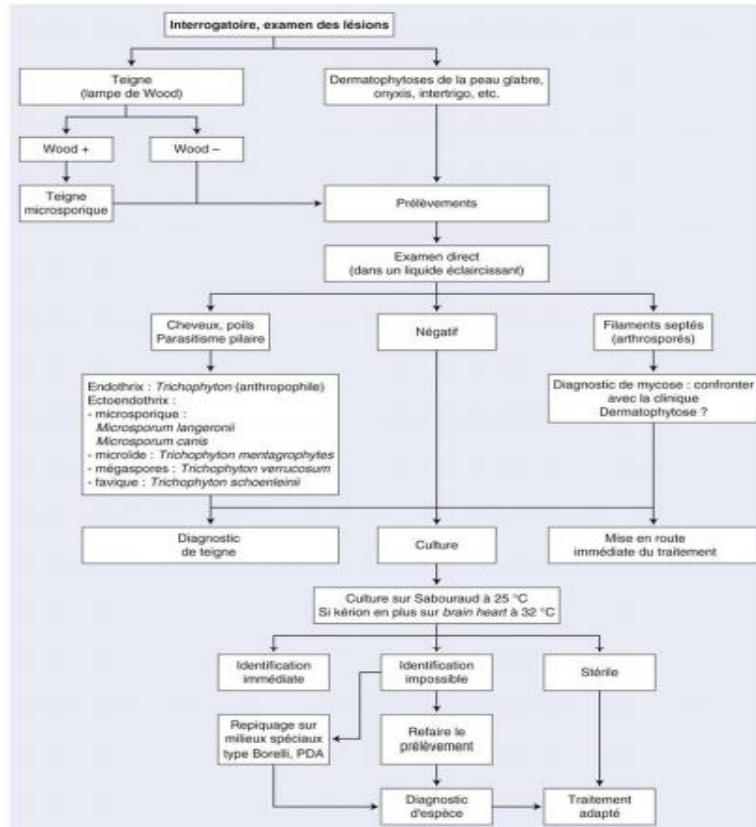 Interrogatoire, examen des lésions
Teigne
(lampe de Wood)
Dermatophytoses de la peau glabre,
onyxis, intertrigo, etc.
Wood +
Wood –
Teigne
microsporique
Prélèvements
Examen direct
(dans un liquide éclaircissant)
Cheveux, poils
Parasitisme pilaire
Négatif
Filaments septés
(arthrosporés)
Endothrix : Trichophyton (anthropophile)
Ectoendothrix :
- microsporique :
Microsporum langeronii
Microsporum canis
- microïde : Trichophyton mentagrophytes
- mégaspores : Trichophyton verrucosum
- favique : Trichophyton schoenleinii
Diagnostic de mycose : confronter
avec la clinique
Dermatophytose ?
Diagnostic
de teigne
Culture
Mise en route
immédiate du traitement
Culture sur Sabouraud à 25 °C
Si kérion en plus sur brain heart à 32 °C
Identification
immédiate
Identification
impossible
Stérile
Repiquage sur
milieux spéciaux
type Borelli, PDA
Refaire le
prélèvement
Diagnostic
d'espèce
Traitement
adapté